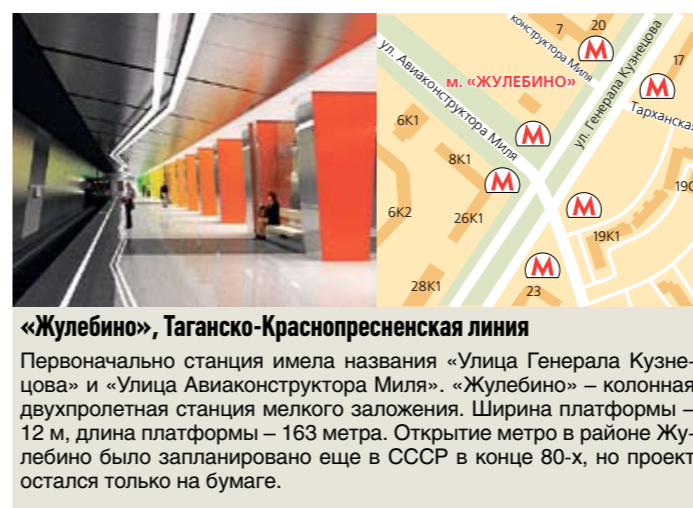 конструктора Миля
7
20
17
ул. Авиаконструктора Миля
м. «ЖУЛЕБИНО»
ул. Генерала Кузнецова
Тарханская
6К1
8К1
6К2
26К1
19К1
28К1
23
М
М
М
М
М
М
«Жулебино», Таганско-Краснопресненская линия
Первоначально станция имела названия «Улица Генерала Кузне-
цова» и «Улица Авиаконструктора Миля». «Жулебино» – колонная
двухпролетная станция мелкого заложения. Ширина платформы –
12 м, длина платформы – 163 метра. Открытие метро в районе Жу-
лебино было запланировано еще в СССР в конце 80-х, но проект
остался только на бумаге.